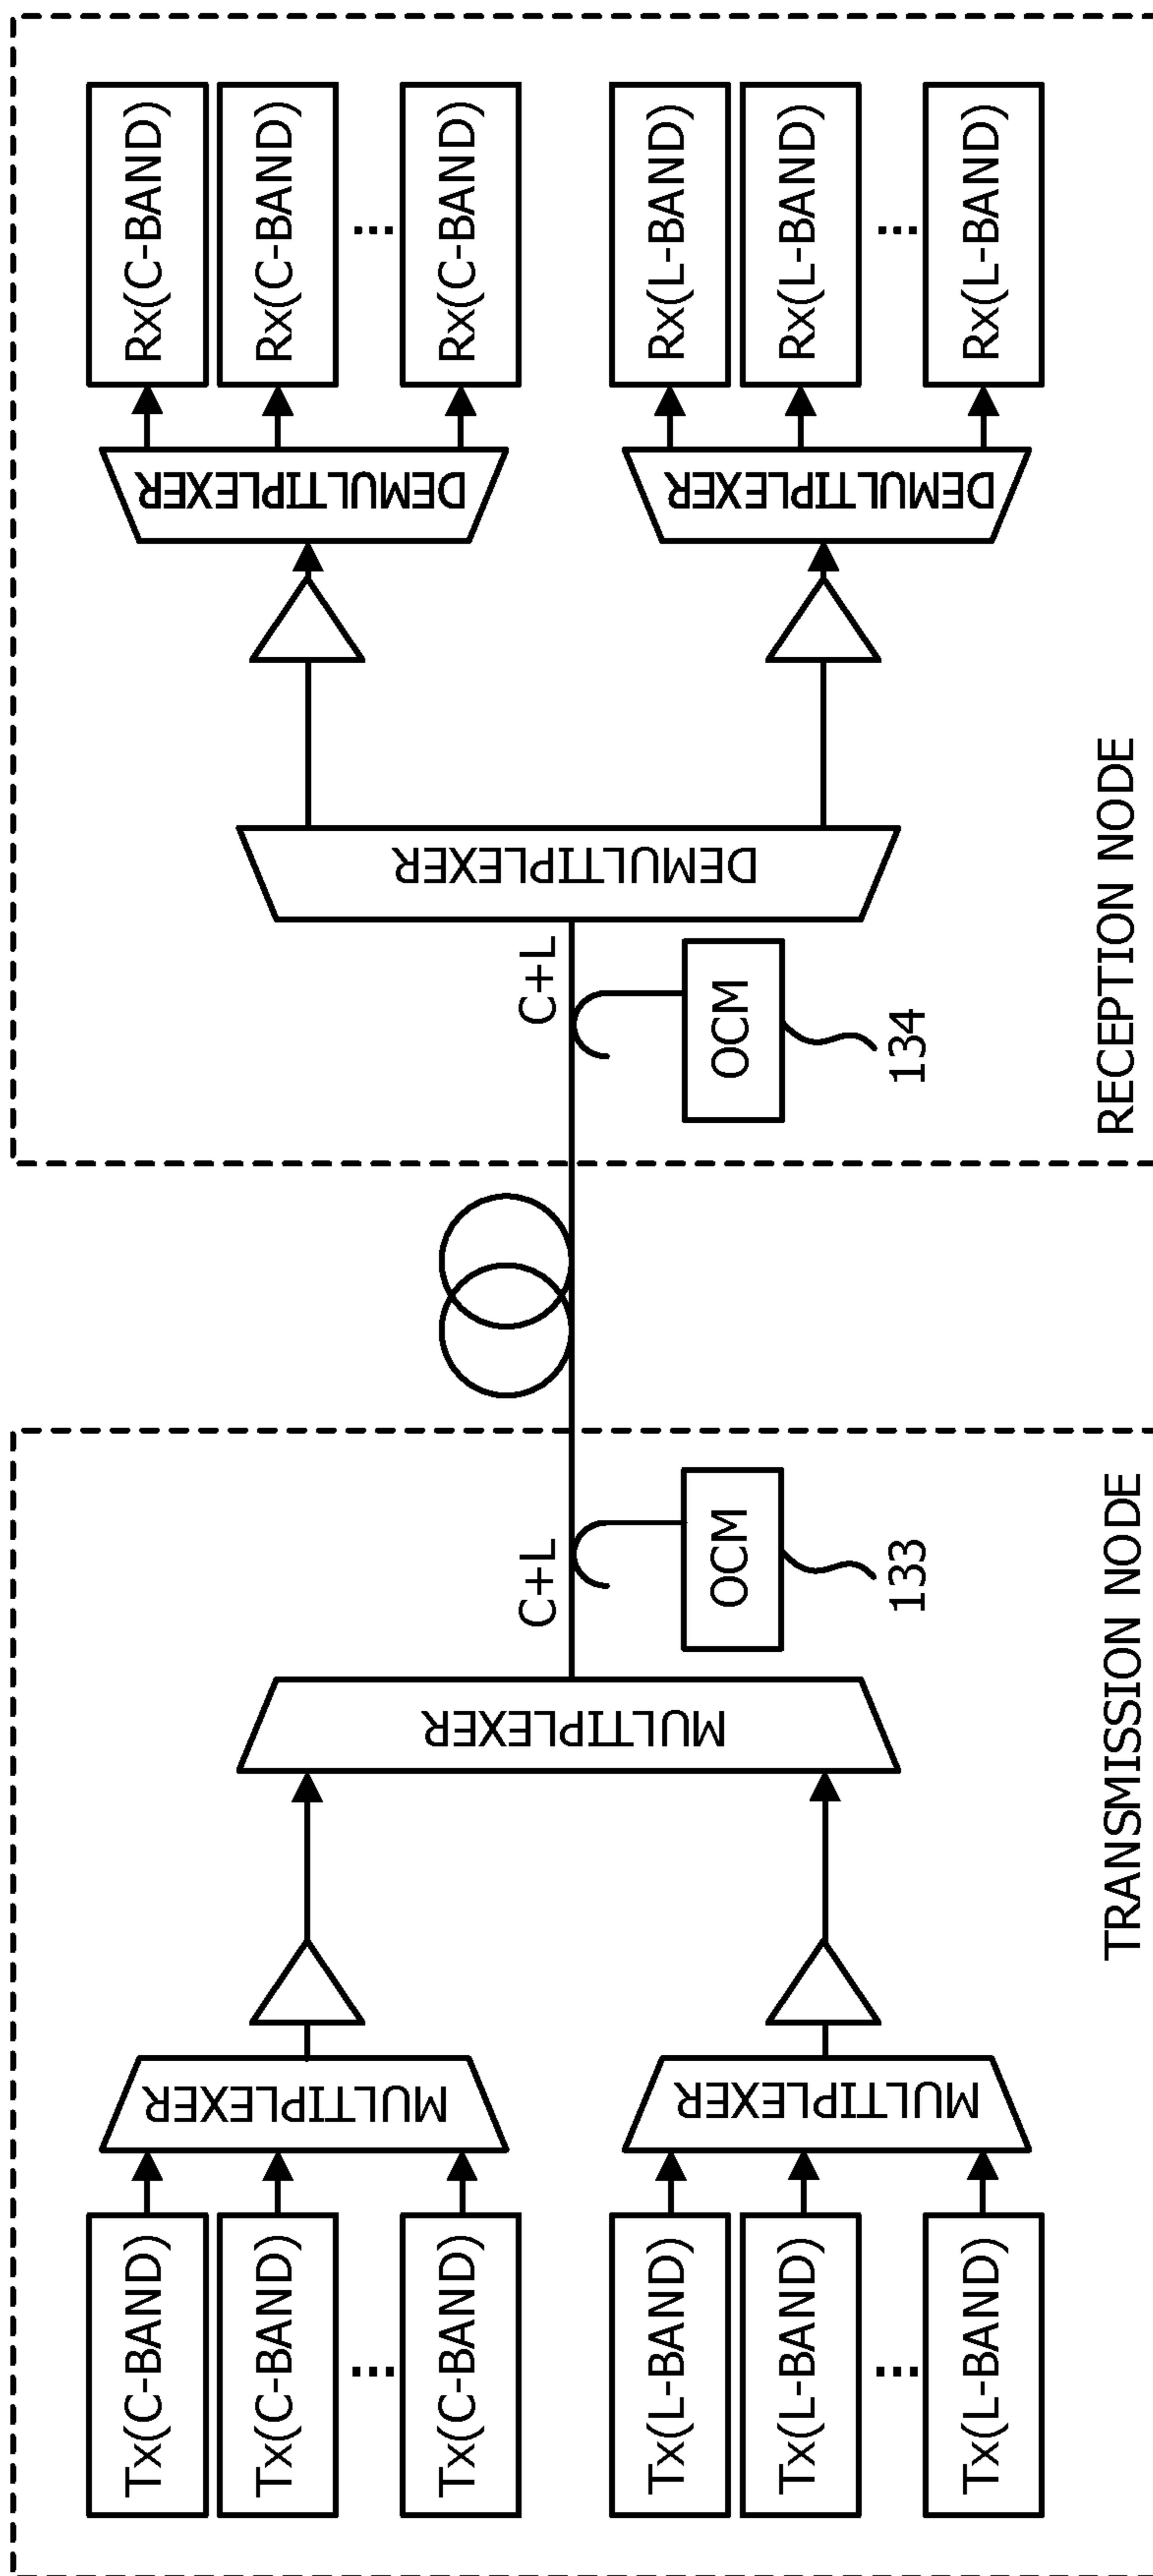 Tx(C-BAND)
Tx(C-BAND)
...
Tx(C-BAND)
Tx(L-BAND)
Tx(L-BAND)
...
Tx(L-BAND)
MULTIPLEXER
MULTIPLEXER
MULTIPLEXER
C+L
OCM
133
TRANSMISSION NODE
C+L
OCM
134
DEMULTIPLEXER
DEMULTIPLEXER
DEMULTIPLEXER
Rx(C-BAND)
Rx(C-BAND)
...
Rx(C-BAND)
Rx(L-BAND)
Rx(L-BAND)
...
Rx(L-BAND)
RECEPTION NODE